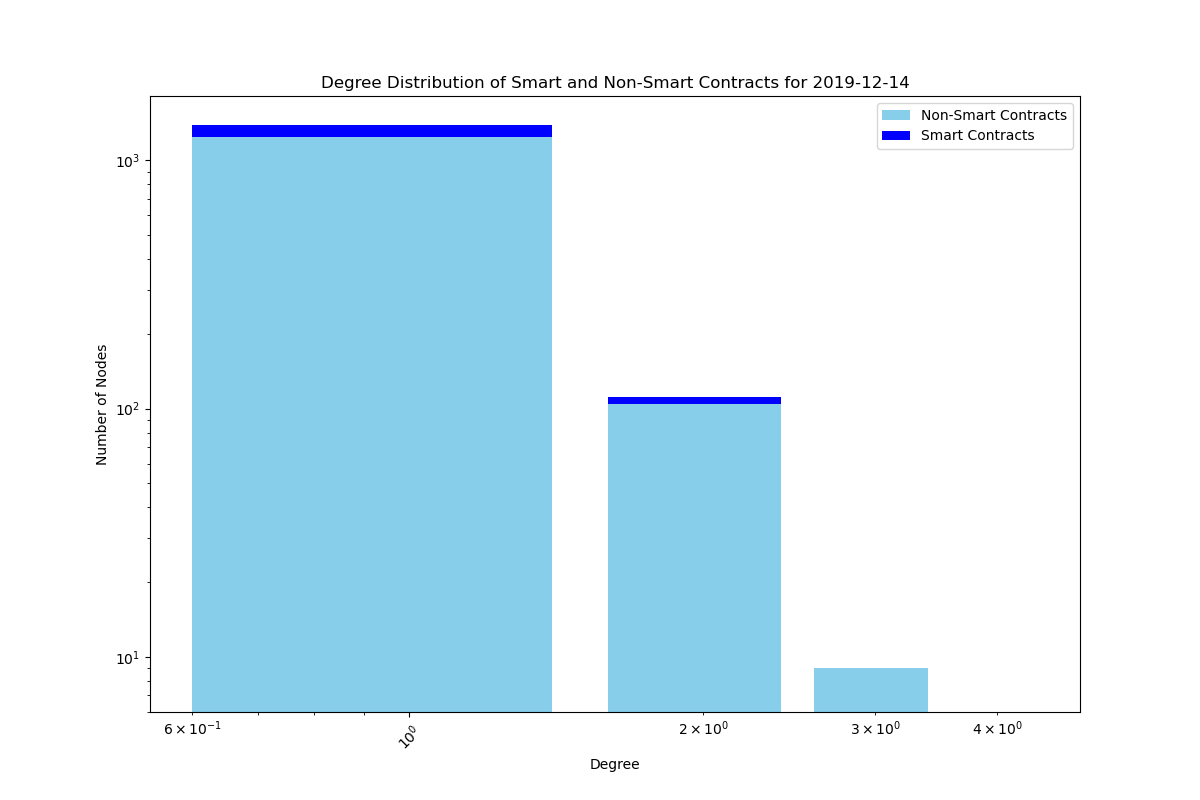 Degree Distribution of Smart and Non-Smart Contracts for 2019-12-14
Non-Smart Contracts
Smart Contracts
Number of Nodes
10³
10²
10¹
6 × 10⁻¹
10⁰
2 × 10⁰
3 × 10⁰
4 × 10⁰
Degree